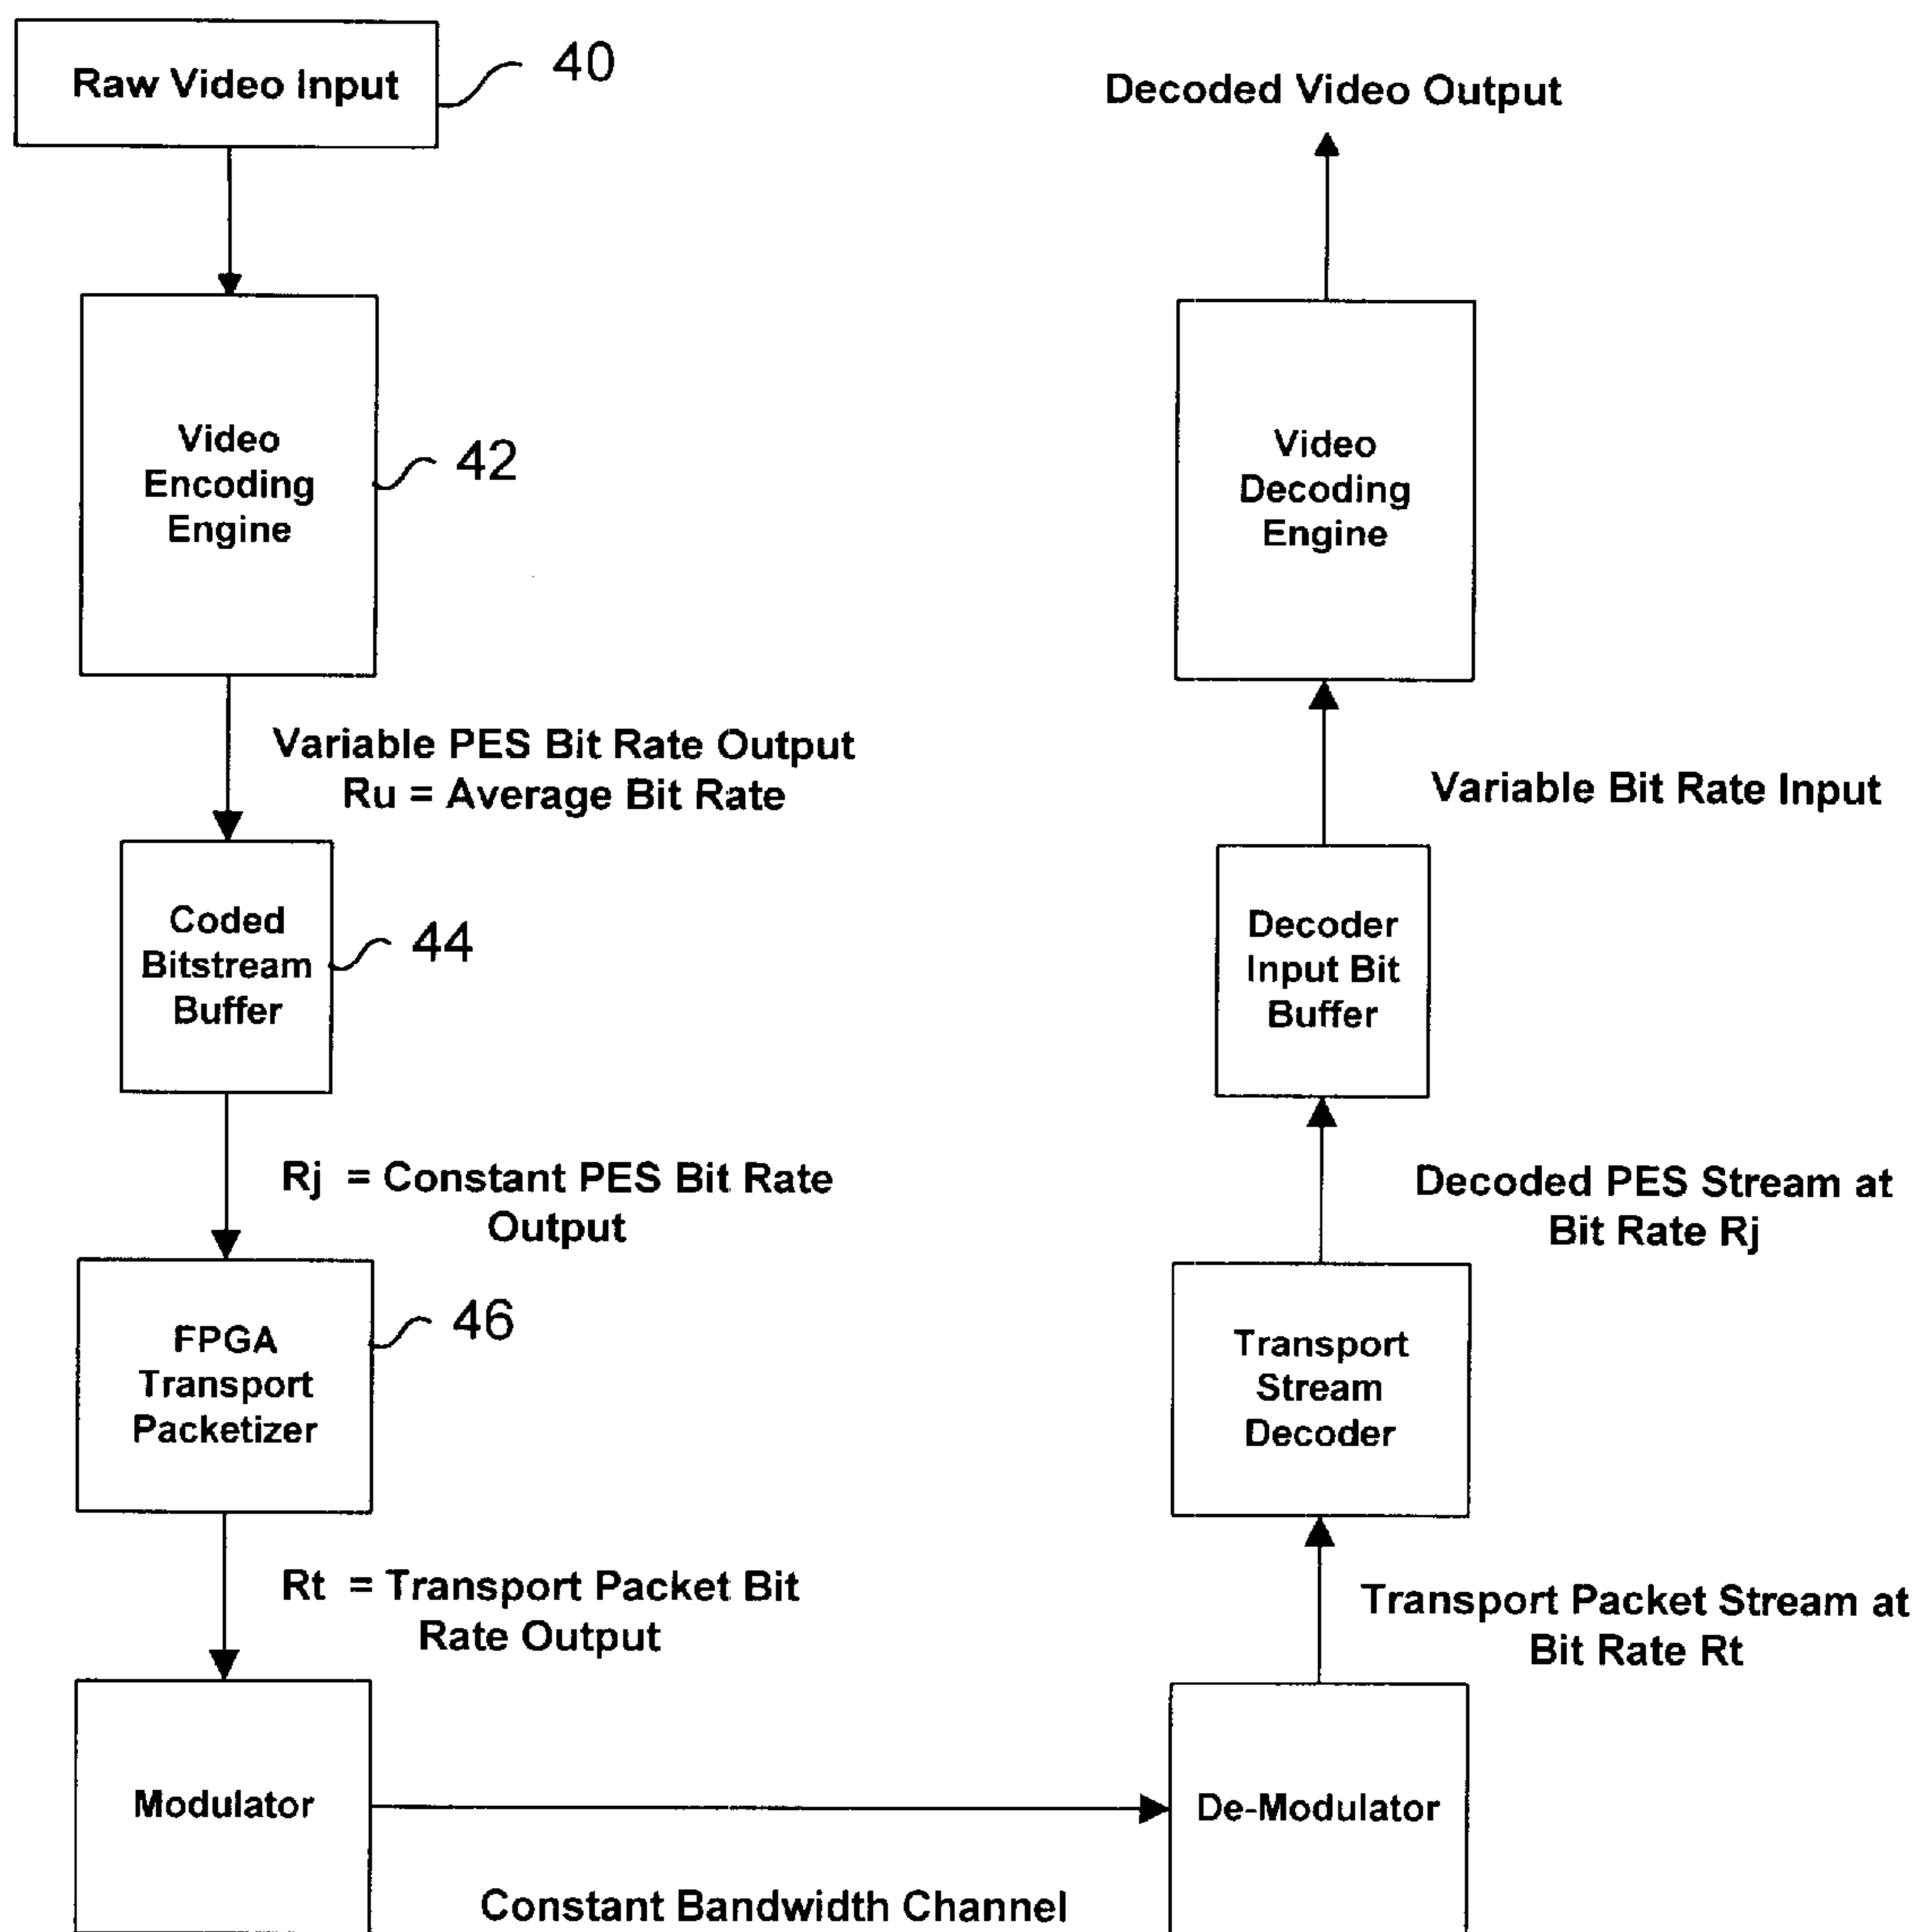 Raw Video Input
40
Video
Encoding
Engine
42
Variable PES Bit Rate Output
Ru = Average Bit Rate
Coded
Bitstream
Buffer
44
Rj = Constant PES Bit Rate
Output
FPGA
Transport
Packetizer
46
Rt = Transport Packet Bit
Rate Output
Modulator
Constant Bandwidth Channel
De-Modulator
Transport Packet Stream at
Bit Rate Rt
Transport
Stream
Decoder
Decoded PES Stream at
Bit Rate Rj
Decoder
Input Bit
Buffer
Variable Bit Rate Input
Video
Decoding
Engine
Decoded Video Output